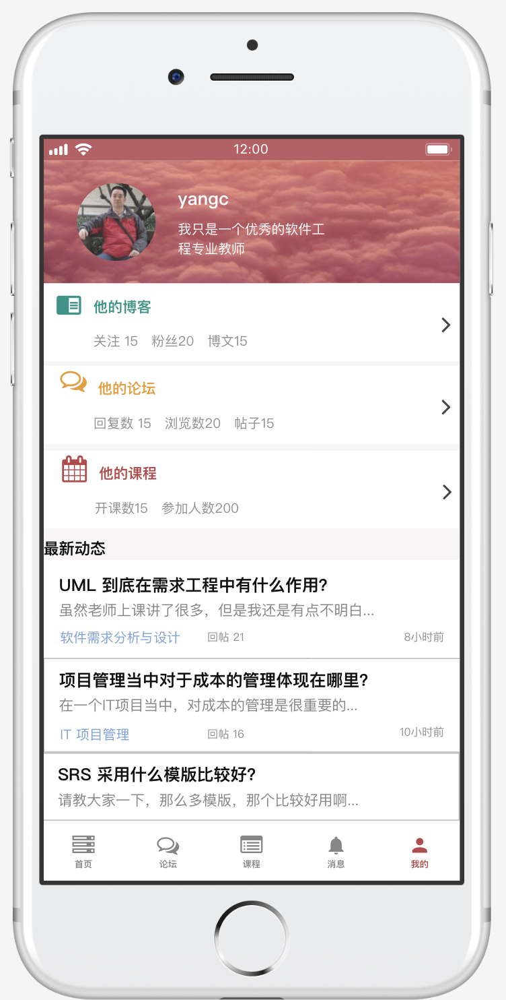 12:00
yangc
我只是一个优秀的软件工
程专业教师
他的博客
关注 15 粉丝20 博文15
他的论坛
回复数 15 浏览数20 帖子15
他的课程
开课数15 参加人数200
最新动态
UML 到底在需求工程中有什么作用?
虽然老师上课讲了很多，但是我还是有点不明白...
软件需求分析与设计 回帖 21 8小时前
项目管理当中对于成本的管理体现在哪里?
在一个IT项目当中，对成本的管理是很重要的...
IT 项目管理 回帖 16 10小时前
SRS 采用什么模版比较好?
请教大家一下，那么多模版，那个比较好用啊...
首页 论坛 课程 消息 我的